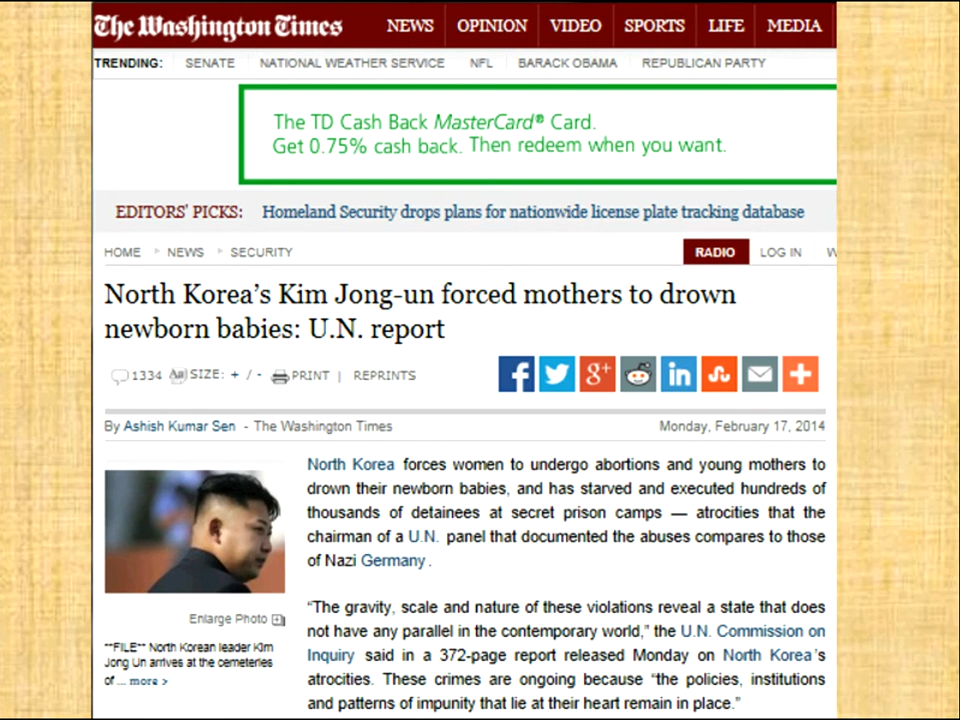 The Washington Times
NEWS OPINION VIDEO SPORTS LIFE MEDIA
TRENDING: SENATE NATIONAL WEATHER SERVICE NFL BARACK OBAMA REPUBLICAN PARTY
The TD Cash Back MasterCard® Card.
Get 0.75% cash back. Then redeem when you want.
EDITORS' PICKS: Homeland Security drops plans for nationwide license plate tracking database
HOME NEWS SECURITY
RADIO LOG IN W
North Korea's Kim Jong-un forced mothers to drown
newborn babies: U.N. report
1334 SIZE: + / - PRINT | REPRINTS
By Ashish Kumar Sen - The Washington Times
Monday, February 17, 2014
Enlarge Photo
**FILE** North Korean leader Kim
Jong Un arrives at the cemeteries
of ... more >
North Korea forces women to undergo abortions and young mothers to
drown their newborn babies, and has starved and executed hundreds of
thousands of detainees at secret prison camps — atrocities that the
chairman of a U.N. panel that documented the abuses compares to those
of Nazi Germany.
"The gravity, scale and nature of these violations reveal a state that does
not have any parallel in the contemporary world," the U.N. Commission on
Inquiry said in a 372-page report released Monday on North Korea's
atrocities. These crimes are ongoing because "the policies, institutions
and patterns of impunity that lie at their heart remain in place."